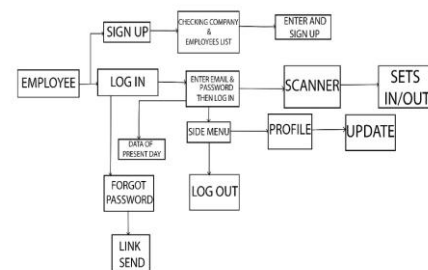 SIGN UP
CHECKING COMPANY
&
EMPLOYEES LIST
ENTER AND
SIGN UP
EMPLOYEE
LOG IN
ENTER EMAIL &
PASSWORD
THEN LOG IN
SCANNER
SETS
IN/OUT
DATA OF
PRESENT DAY
SIDE MENU
PROFILE
UPDATE
FORGOT
PASSWORD
LOG OUT
LINK
SEND